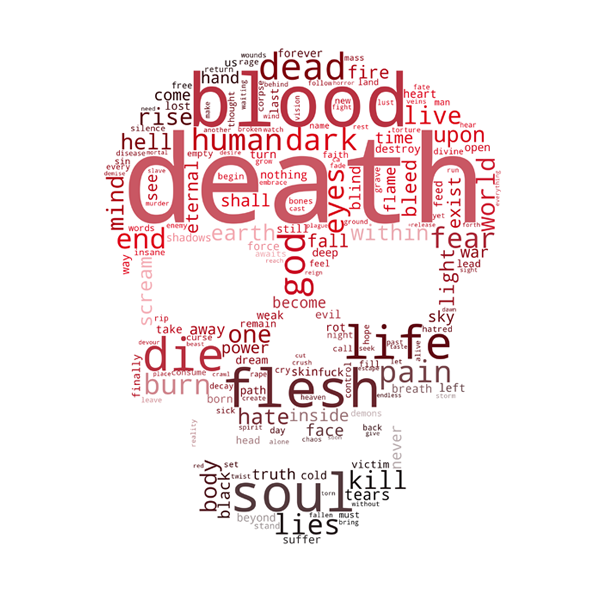 wounds forever
us rage dead mass
free return hand fire land
come behind follow horror fate
lost thought waiting corpse last blood new lust heart veins man
need make wind vision fight live
rise silence another broken watch name rest torture near
hell human dark time upon
disease mortal empty desire turn faith destroy divine open
sin grow fade
every see begin nothing blind grave flame bleed feed run world
demise slave murder embrace death everything
mind eternal shall bones cast eyes exist yet
words enemy plague ground release forth
end shadows earth still fall within fear
way insane force god deep war
scream awaits feel light lead
reach reign sight
become
weak evil sky dawn
rip remain rot hope hatred
take away one night life
finally devour curse power call seek past taste alive
beast dream cut
die crush escape let
place consume crawl rape cry skin fuck fill pain
burn decay flesh control breath left
leave born path create heaven endless storm
sick hate inside demons
spirit day face back never
reality head alone chaos soon give
red set truth cold victim
body twist kill
black soul torn tears
without
beyond fallen must
stand lies bring
suffer